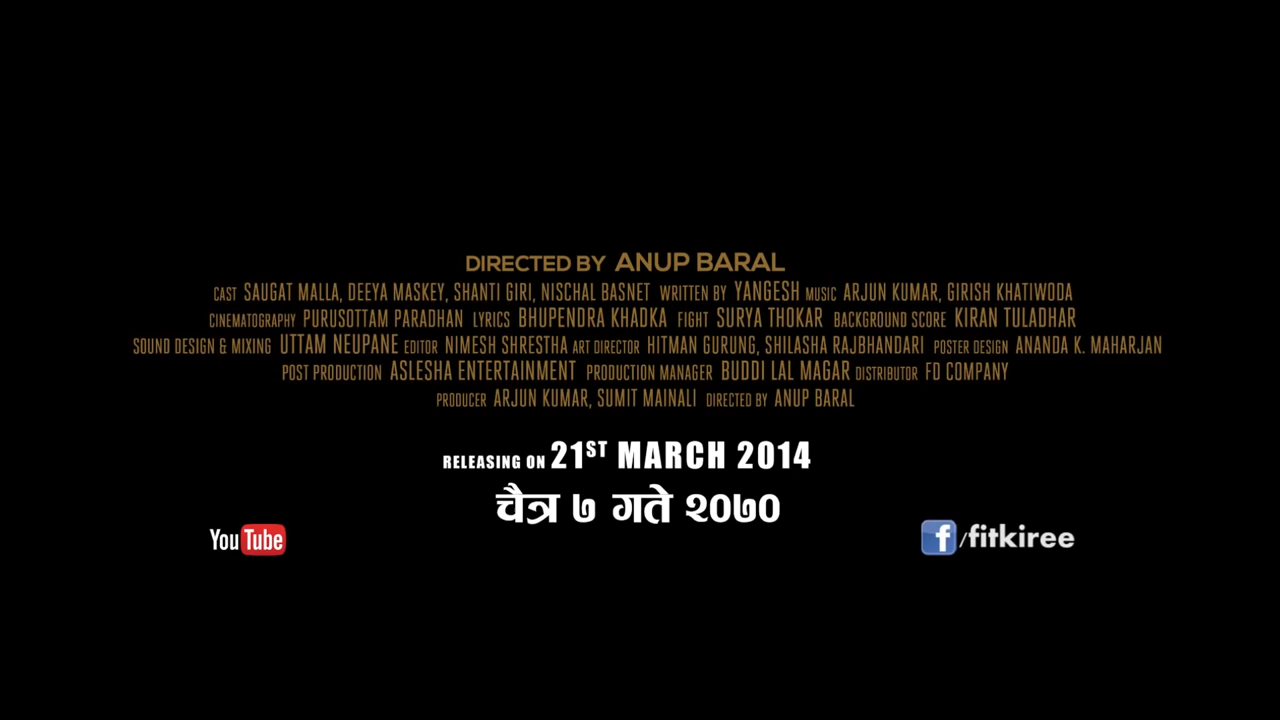 DIRECTED BY ANUP BARAL
CAST SAUGAT MALLA, DEEYA MASKEY, SHANTI GIRI, NISCHAL BASNET WRITTEN BY YANGESH MUSIC ARJUN KUMAR, GIRISH KHATIWODA
CINEMATOGRAPHY PURUSOTTAM PARADHAN LYRICS BHUPENDRA KHADKA FIGHT SURYA THOKAR BACKGROUND SCORE KIRAN TULADHAR
SOUND DESIGN & MIXING UTTAM NEUPANE EDITOR NIMESH SHRESTHA ART DIRECTOR HITMAN GURUNG, SHILASHA RAJBHANDARI POSTER DESIGN ANANDA K. MAHARJAN
POST PRODUCTION ASLESHA ENTERTAINMENT PRODUCTION MANAGER BUDDI LAL MAGAR DISTRIBUTOR FD COMPANY
PRODUCER ARJUN KUMAR, SUMIT MAINALI DIRECTED BY ANUP BARAL
RELEASING ON 21ST MARCH 2014
चैत्र ७ गते २०७०
YouTube
f/fitkiree